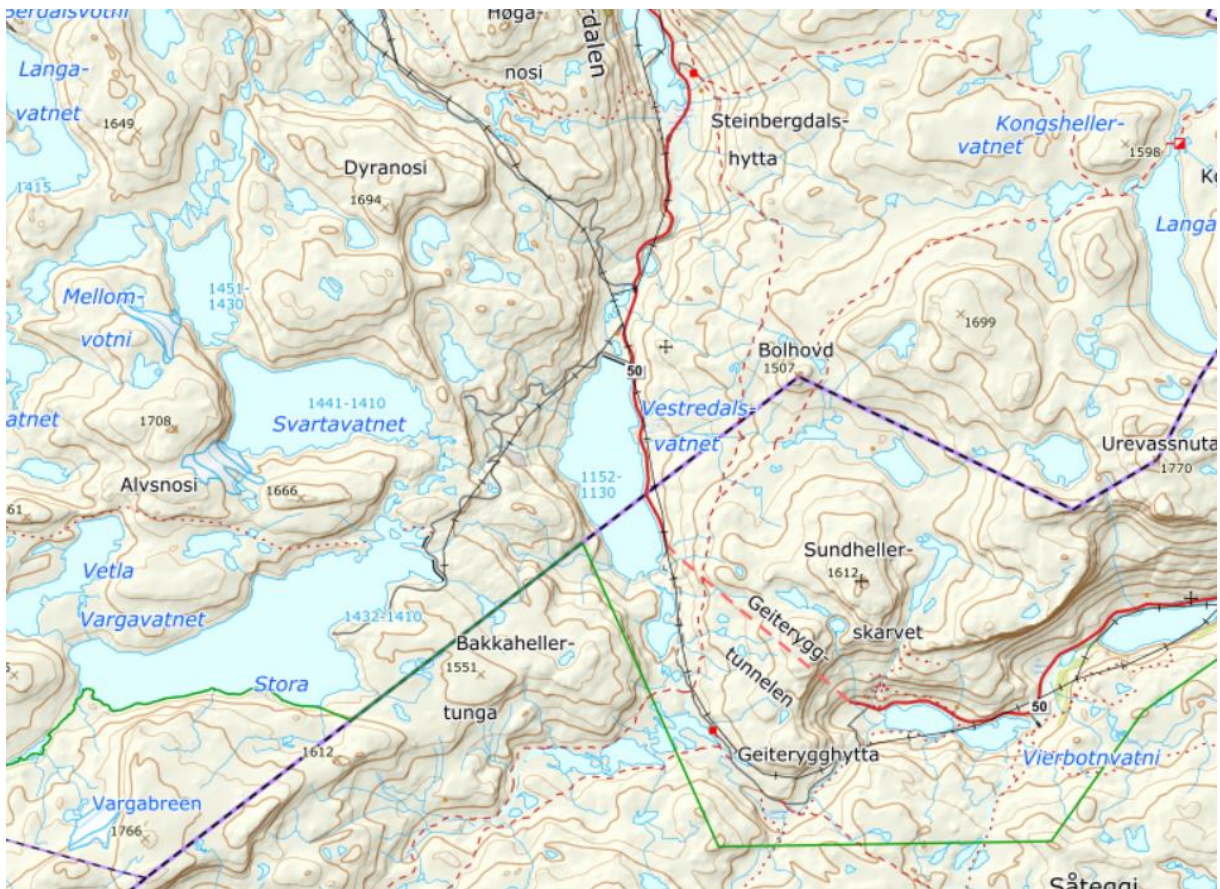 Høga-
nosi
Langa-
vatnet
1649
Steinbergdals-
hytta
Kongsheller-
vatnet
1598
Dyranosi
1694
1415
Langa
1451-
1430
Mellom-
votni
1699
Bolhovd
1507
50
1441-1410
Svartavatnet
Vestredals-
vatnet
atnet
1708
Urevassnuta
1770
Alvsnosi
1666
1152-
1130
61
Sundheller-
1612
skarvet
Vetla
Vargavatnet
1432-1410
Geiterygg-
tunnelen
Bakkaheller-
1551
tunga
Stora
50
1612
Geiterygghytta
Vierbotnvatni
Vargabreen
1766
Såteggi